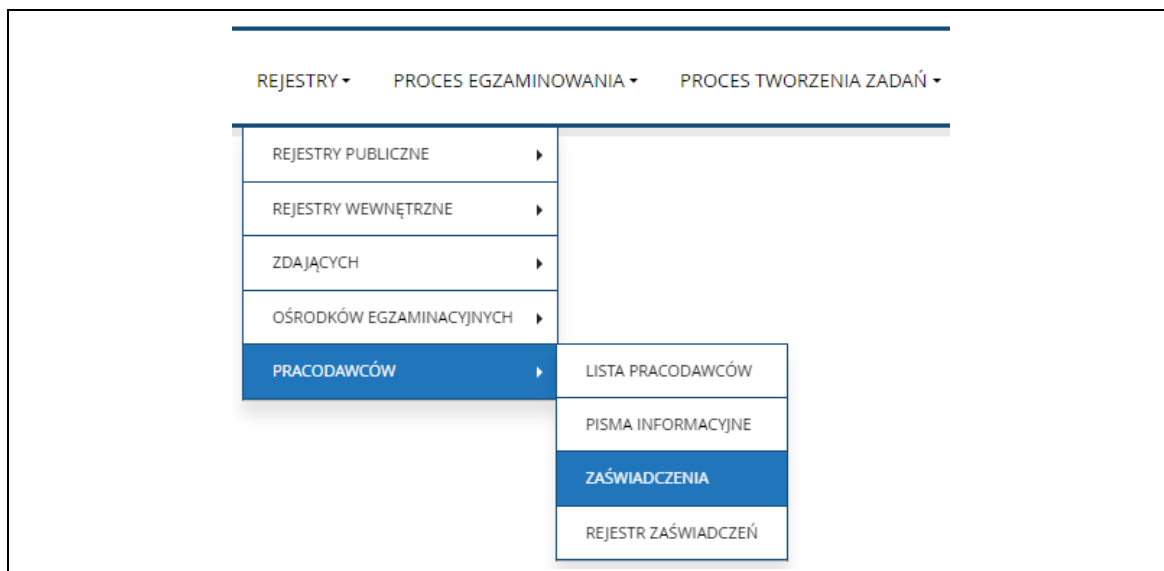 REJESTRY PROCES EGZAMINOWANIA PROCES TWORZENIA ZADAŃ
REJESTRY PUBLICZNE
REJESTRY WEWNĘTRZNE
ZDAJĄCYCH
OŚRODKÓW EGZAMINACYJNYCH
PRACODAWCÓW
LISTA PRACODAWCÓW
PISMA INFORMACYJNE
ZAŚWIADCZENIA
REJESTR ZAŚWIADCZEŃ